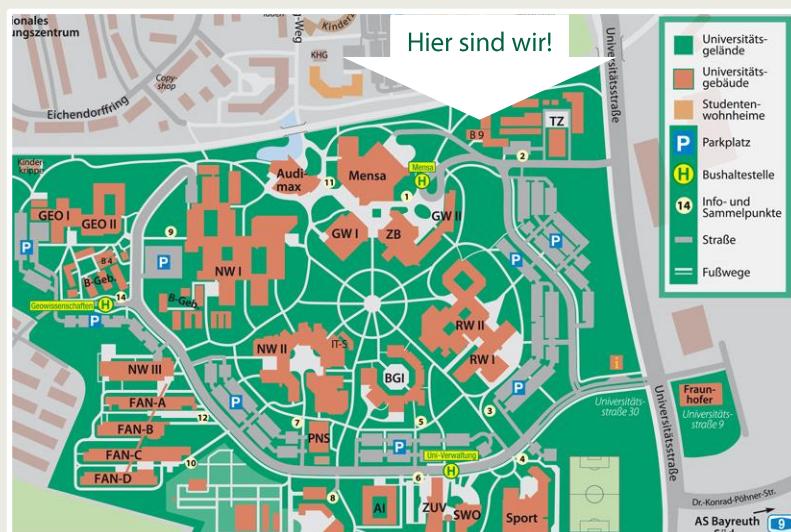 ionales
ungszentrum
g-Weg
Kinder
KHG
Hier sind wir!
Copy-
shop
Eichendorffring
Universitätsstraße
Universitäts-
gelände
Universitäts-
gebäude
Studenten-
wohnheime
P Parkplatz
H Bushaltestelle
14 Info- und
Sammelpunkte
Straße
Fußwege
B 9
TZ
2
Kinder-
krippe
Audi-
max
11
Mensa
Mensa
H
1
GEO I
GEO II
P
9
P
GW I
ZB
GW II
P
P
B 4
B-Geb.
NW I
B-Geb.
Geowissenschaften H
14
P
NW II
IT-S
RW II
RW I
BGI
i
NW III
FAN-A
P
P
Universitäts-
straße 30
Fraun-
hofer
Universitäts-
straße 9
Universitätsstraße
12
7
5
3
FAN-B
PNS
P
FAN-C
10
Uni-Verwaltung
H
4
FAN-D
6
8
AI
ZUV
SWO
Sport
Dr.-Konrad-Pöhner-Str.
AS Bayreuth
Süd
9